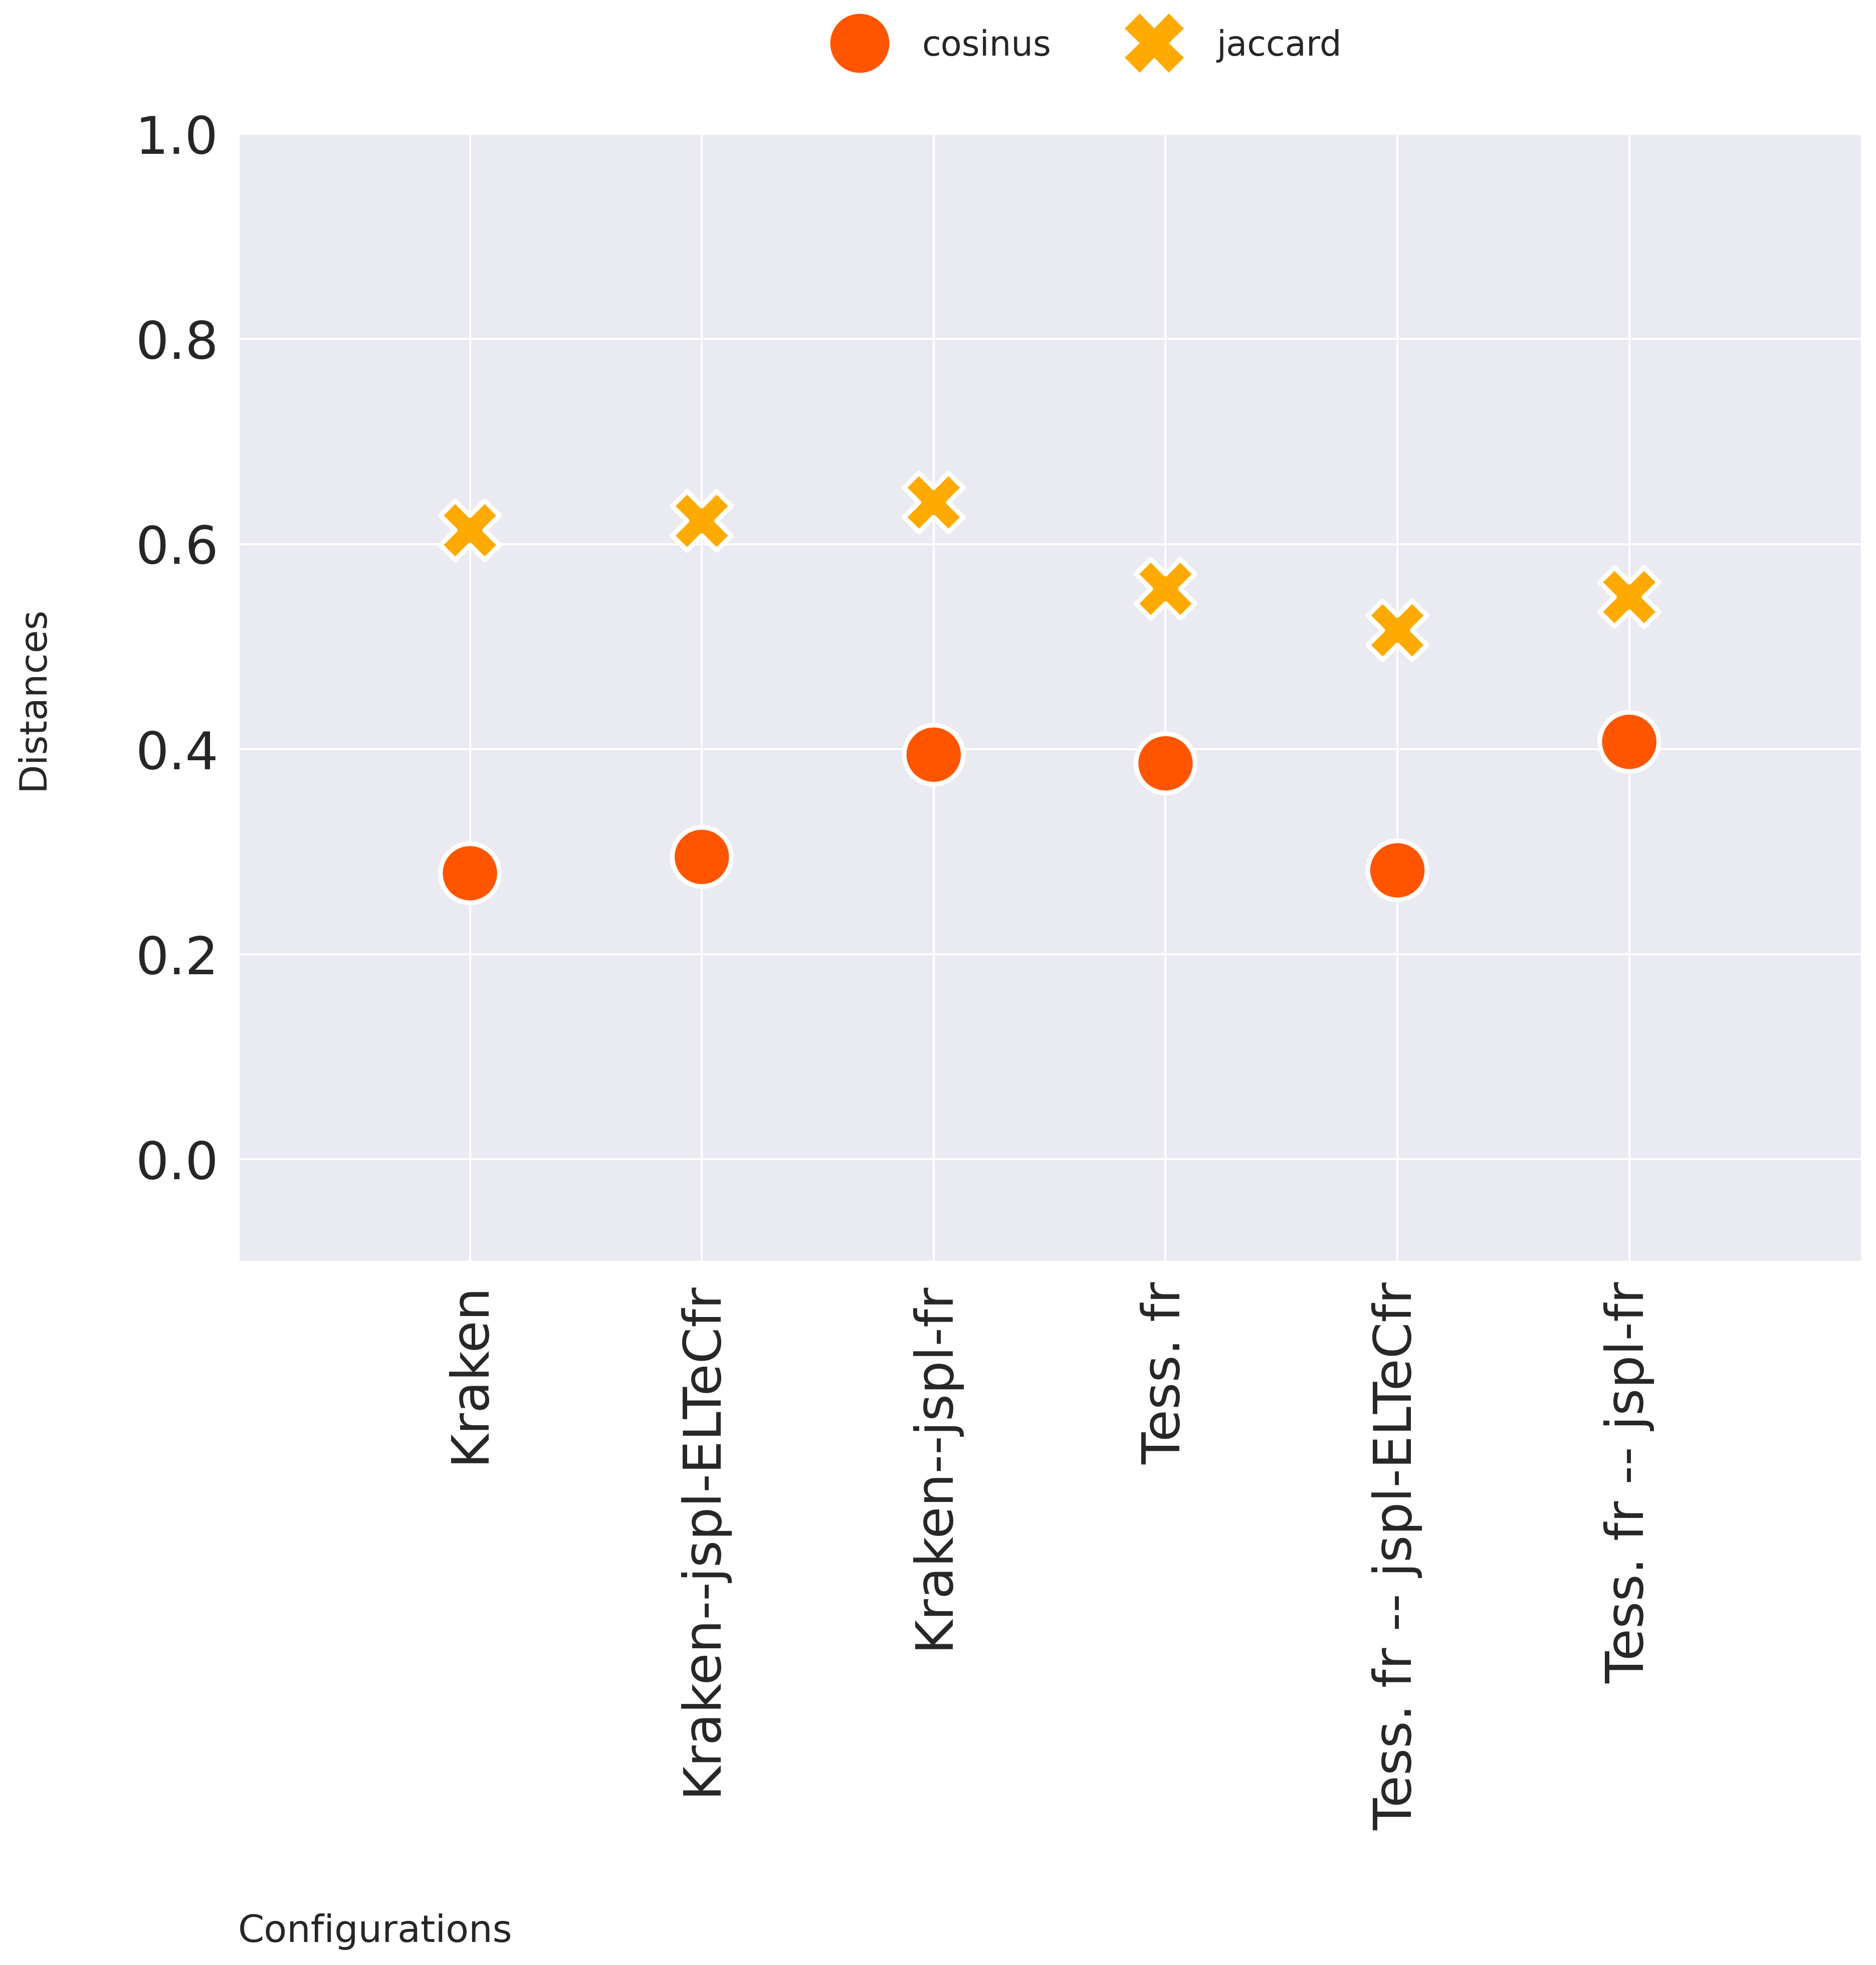 cosinus jaccard
1.0
0.8
0.6
0.4
0.2
0.0
Distances
Kraken
Kraken--jspl-ELTeCfr
Kraken--jspl-fr
Tess. fr
Tess. fr -- jspl-ELTeCfr
Tess. fr -- jspl-fr
Configurations